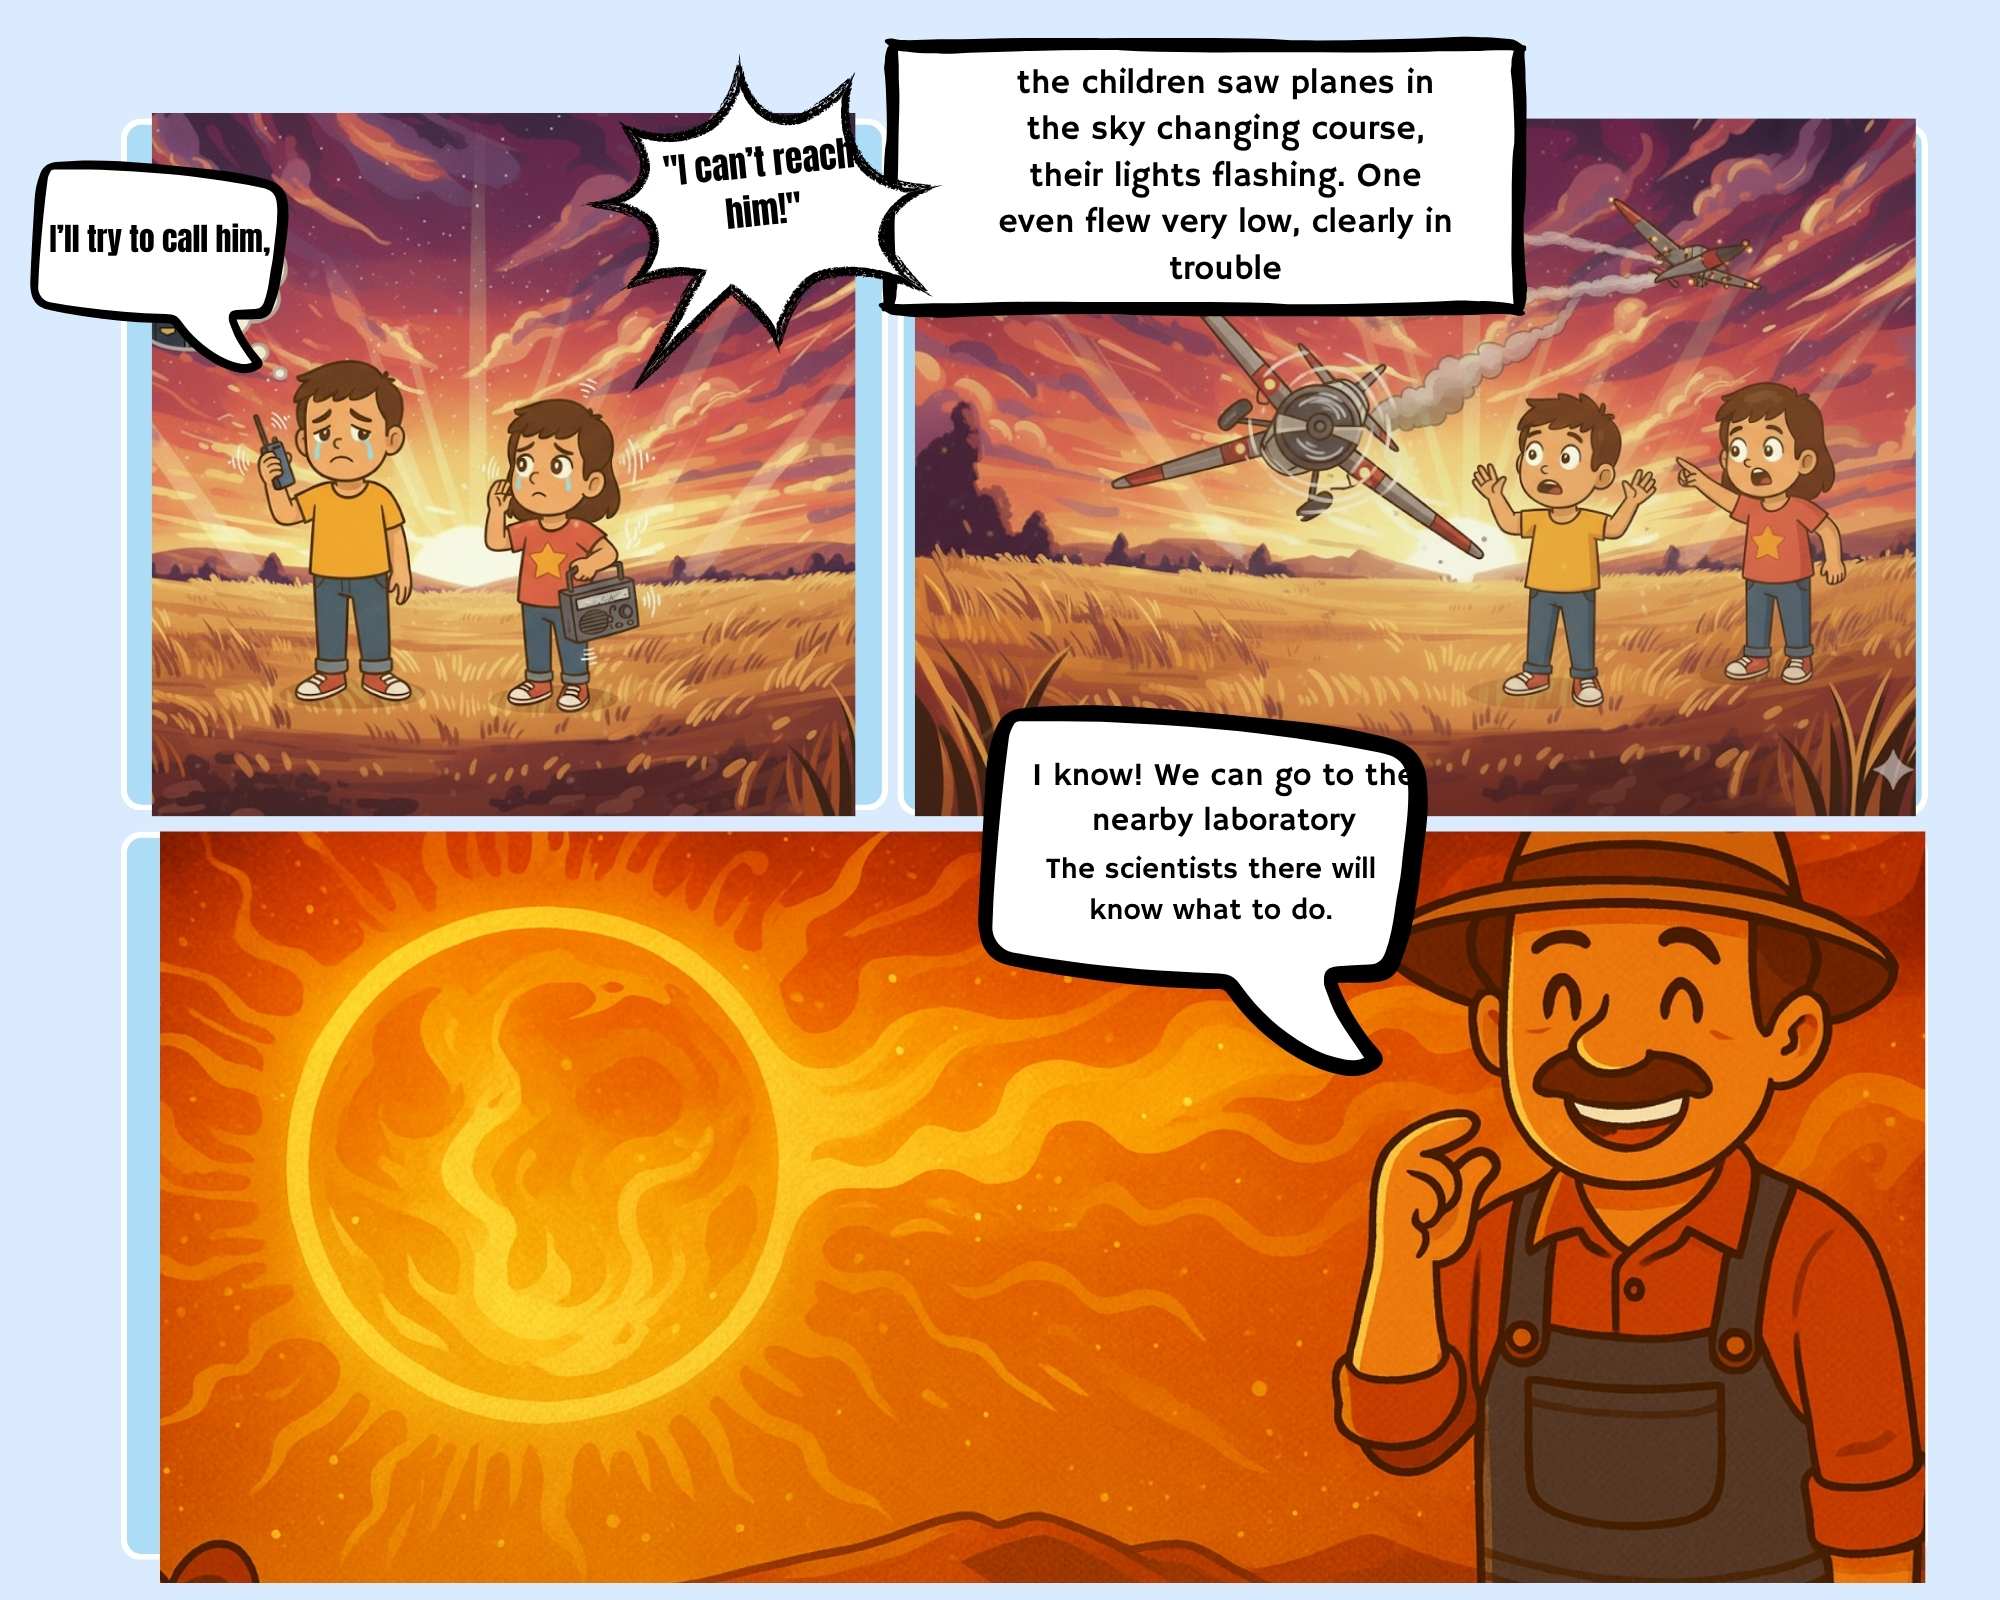 I'll try to call him,
"I can't reach
him!"
the children saw planes in
the sky changing course,
their lights flashing. One
even flew very low, clearly in
trouble
I know! We can go to the
nearby laboratory
The scientists there will
know what to do.